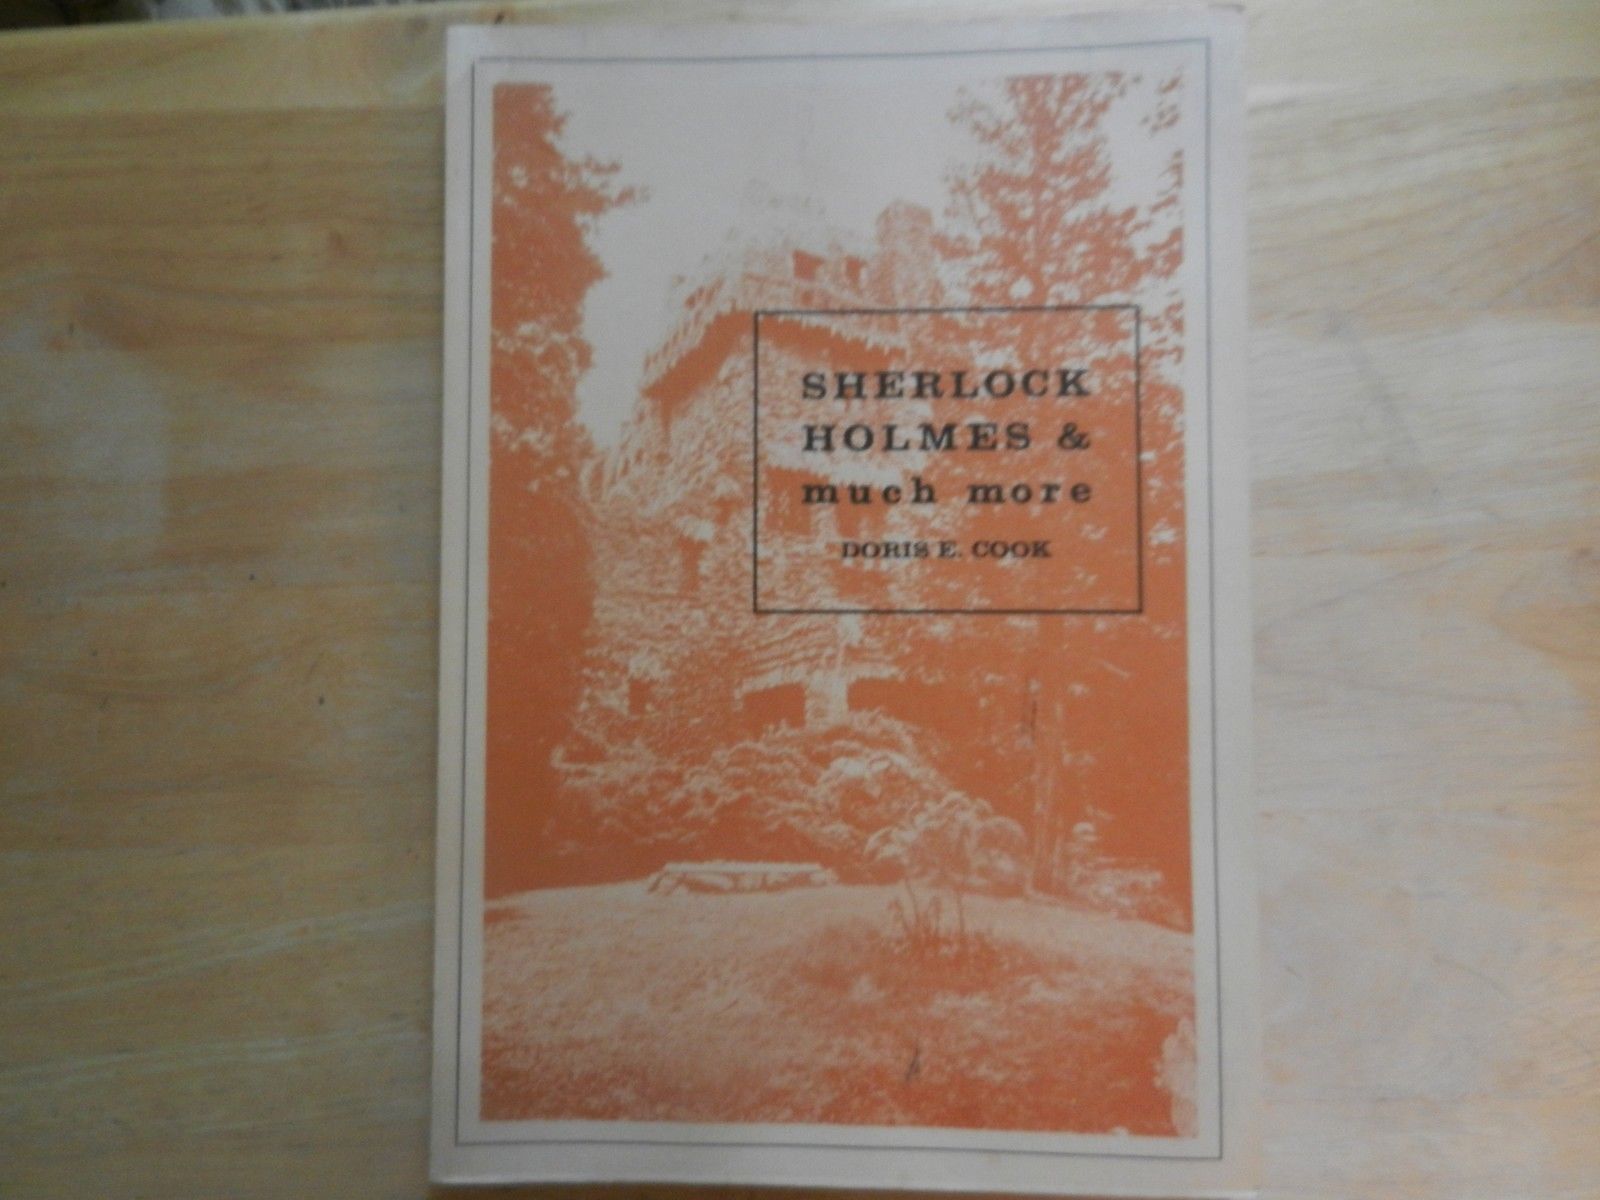 SHERLOCK
HOLMES &
much more
DORIS E. COOK